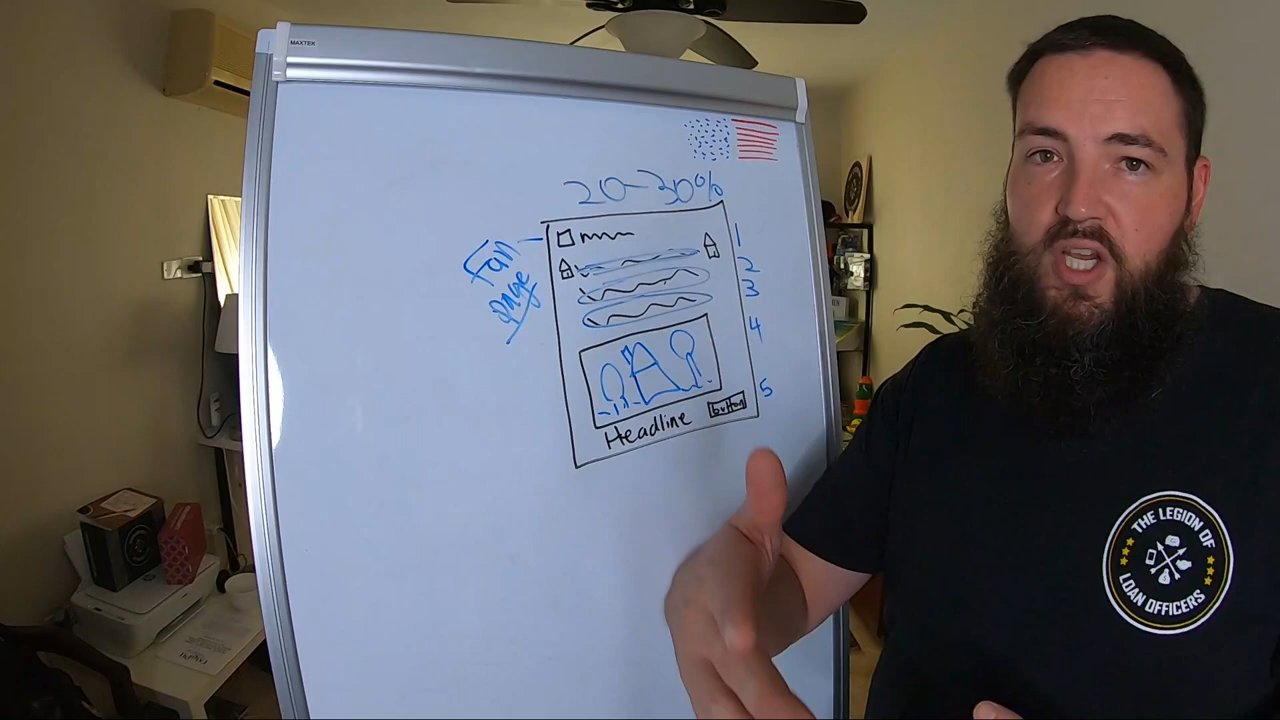 MAXTEK
20-30%
Fan
page
1
2
3
4
5
Headline
button
THE LEGION OF
LOAN OFFICERS